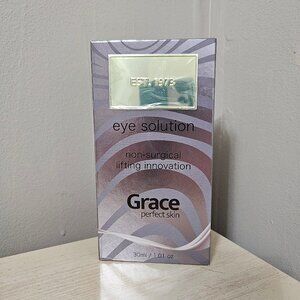 EST. 1973
eye solution
non-surgical
lifting innovation
Grace
perfect skin
30ml / 1.01 oz